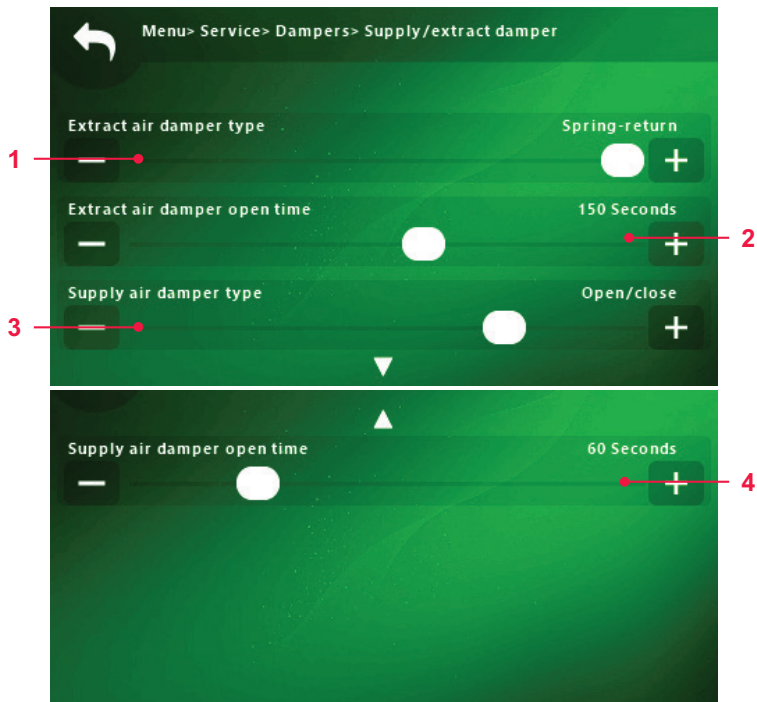 Menu> Service> Dampers> Supply/extract damper
Extract air damper type Spring-return
1
Extract air damper open time 150 Seconds
2
Supply air damper type Open/close
3
Supply air damper open time 60 Seconds
4